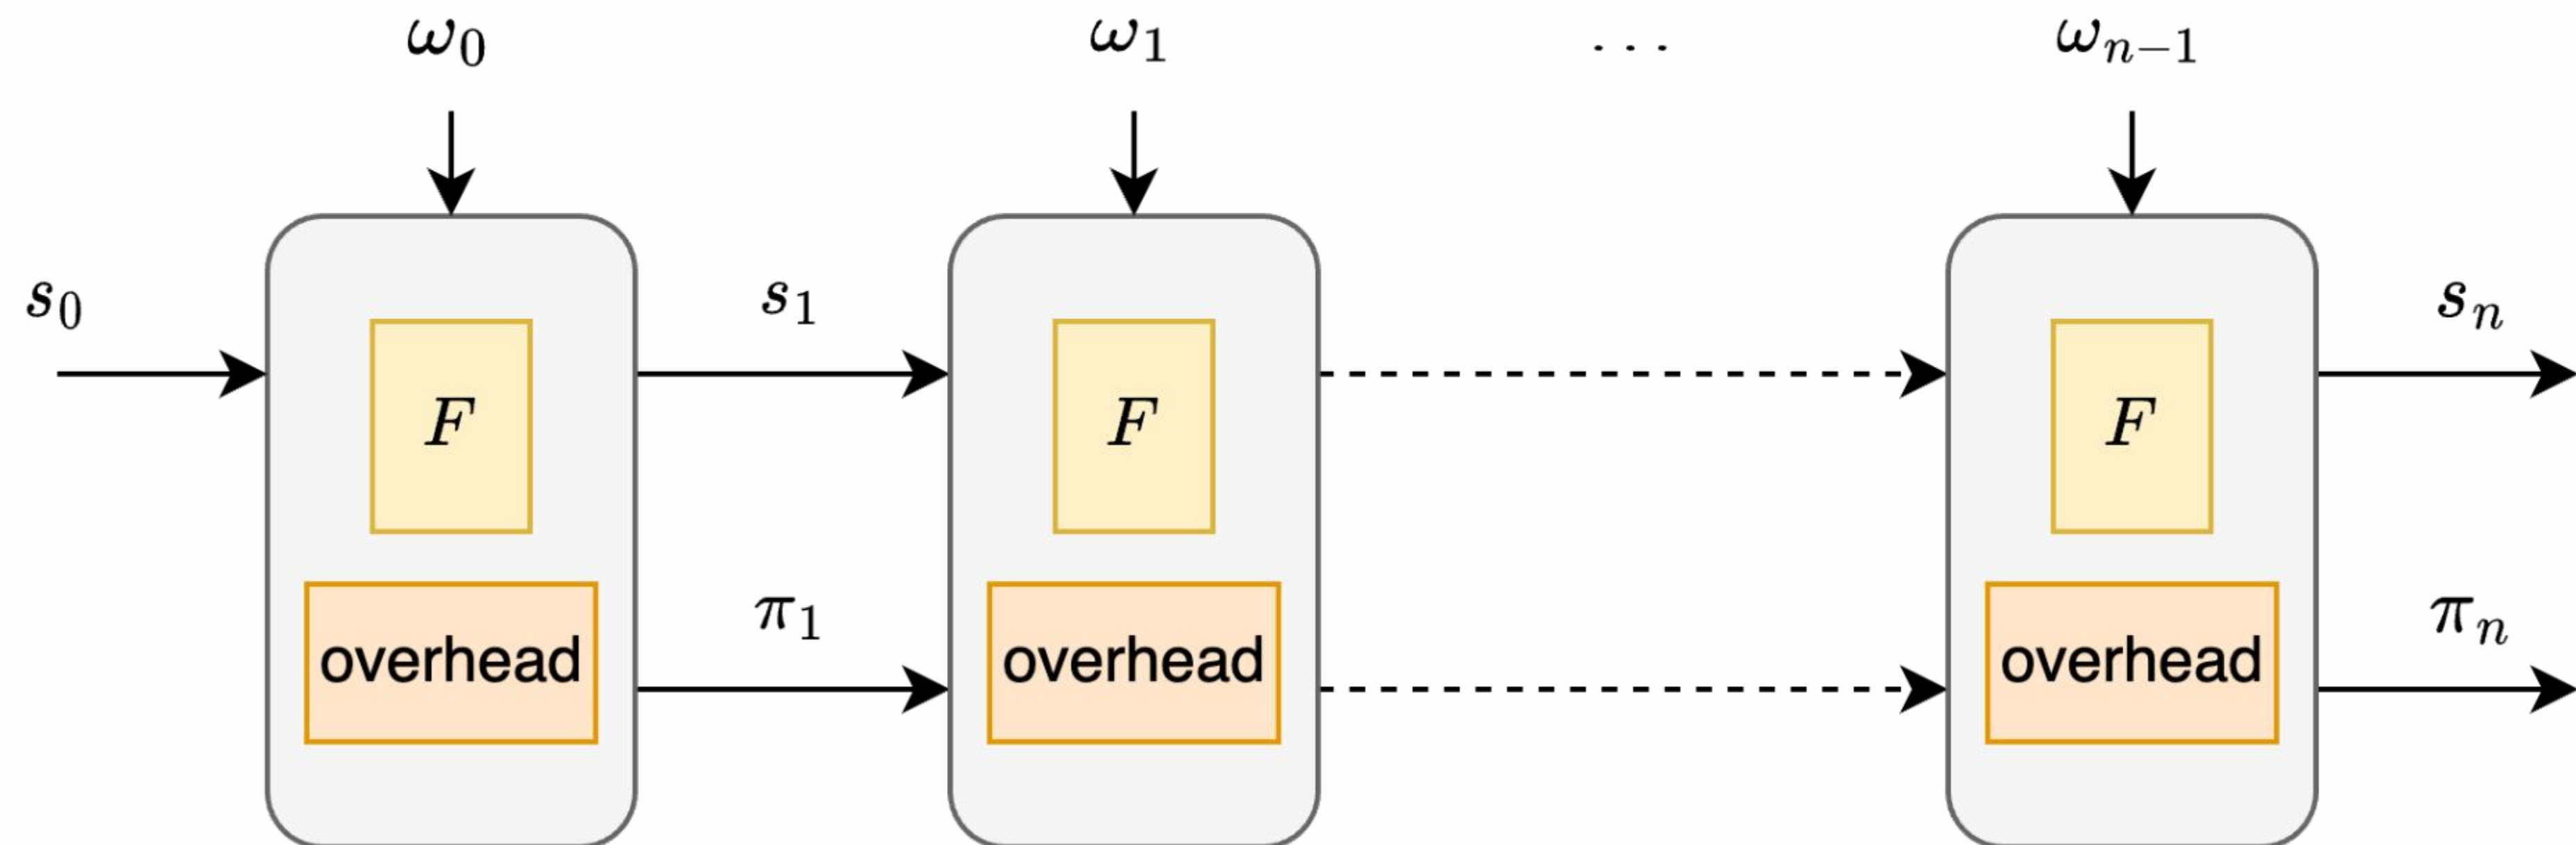 ω₀ ω₁ ... ωₙ₋₁
s₀ s₁ sₙ
F F F
π₁ πₙ
overhead overhead overhead